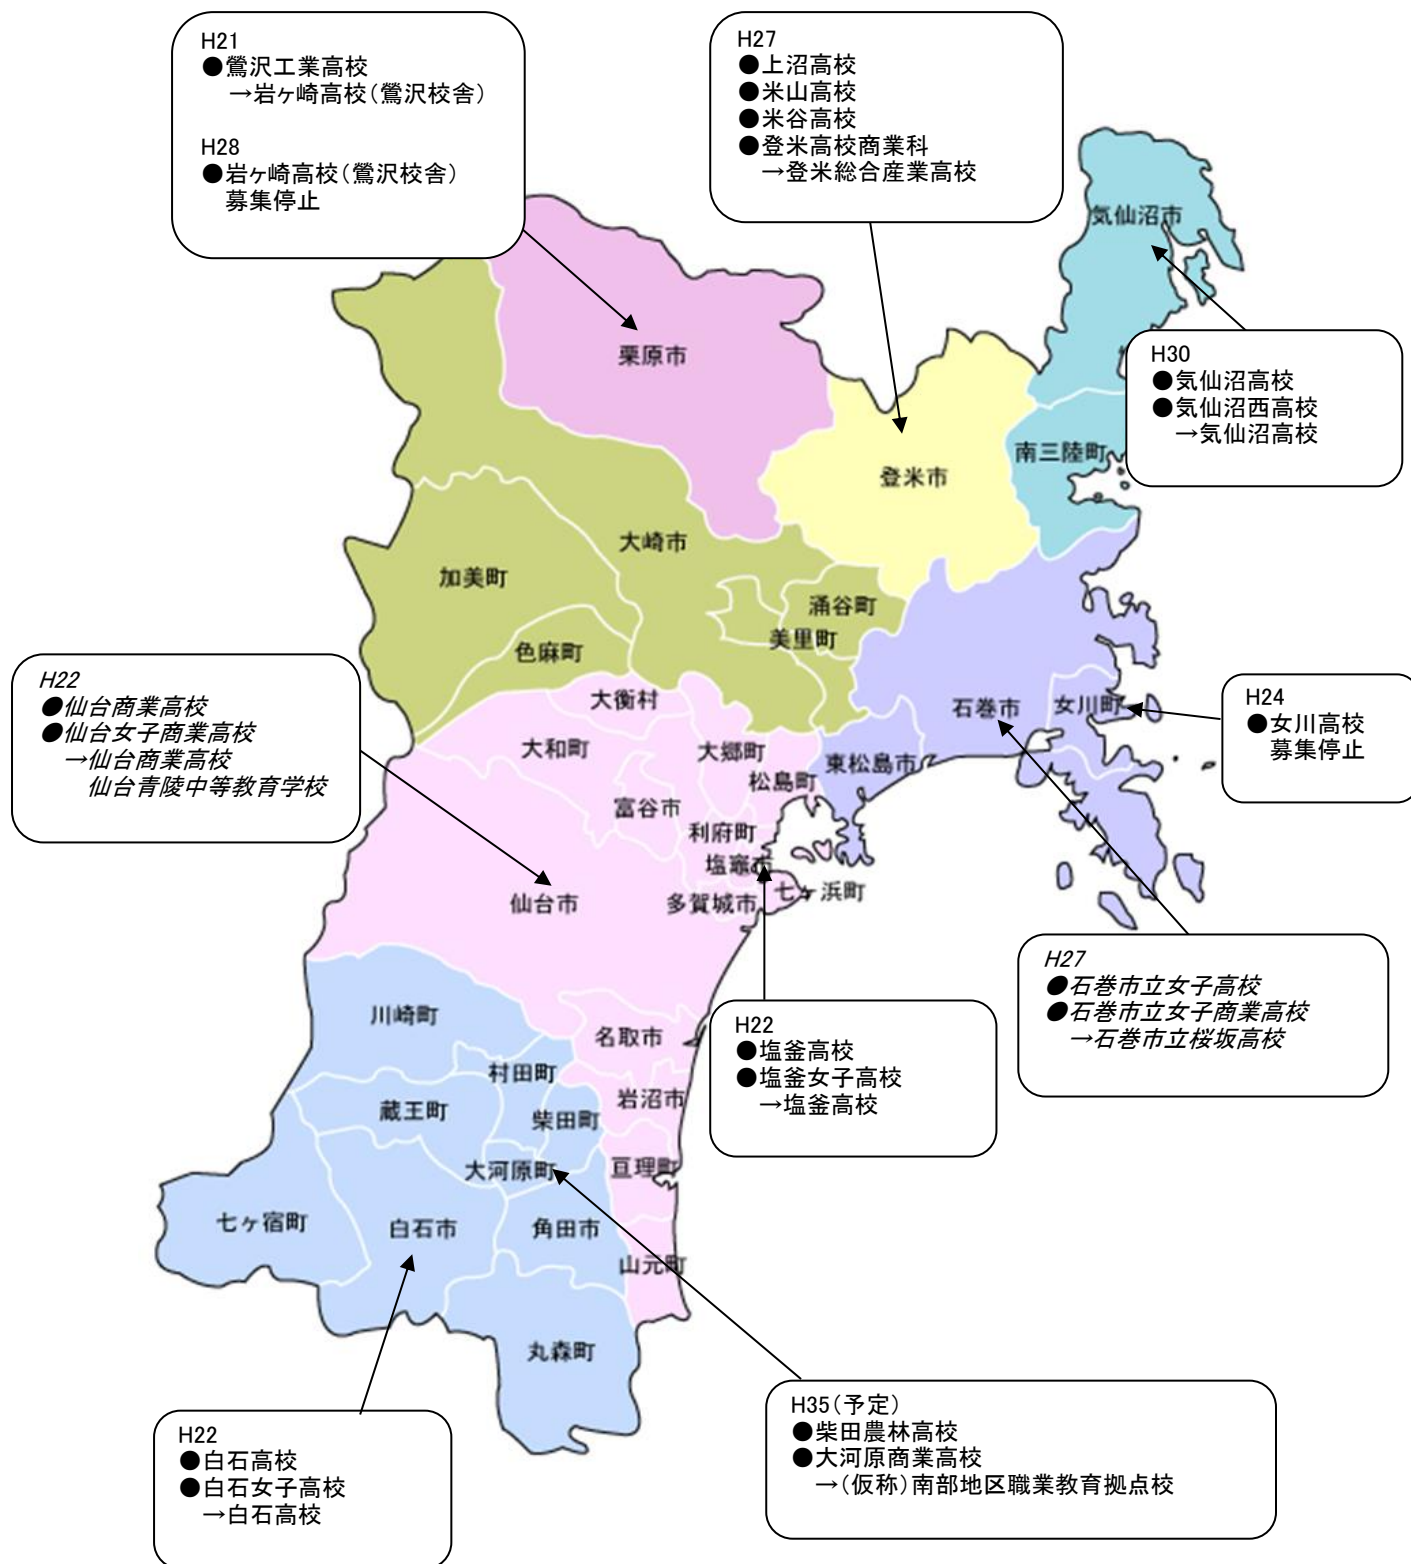 H21
●鶯沢工業高校
→岩ヶ崎高校(鶯沢校舎)
H28
●岩ヶ崎高校(鶯沢校舎)
募集停止
H27
●上沼高校
●米山高校
●米谷高校
●登米高校商業科
→登米総合産業高校
気仙沼市
H30
●気仙沼高校
●気仙沼西高校
→気仙沼高校
栗原市
南三陸町
登米市
大崎市
加美町
涌谷町
美里町
色麻町
H22
●仙台商業高校
●仙台女子商業高校
→仙台商業高校
仙台青陵中等教育学校
大衡村
大和町
大郷町
富谷市
松島町
東松島市
石巻市
女川町
H24
●女川高校
募集停止
利府町
塩竈市
七ヶ浜町
多賀城市
仙台市
H27
●石巻市立女子高校
●石巻市立女子商業高校
→石巻市立桜坂高校
H22
●塩釜高校
●塩釜女子高校
→塩釜高校
川崎町
名取市
村田町
岩沼市
蔵王町
柴田町
大河原町
亘理町
七ヶ宿町
白石市
角田市
山元町
丸森町
H22
●白石高校
●白石女子高校
→白石高校
H35(予定)
●柴田農林高校
●大河原商業高校
→(仮称)南部地区職業教育拠点校